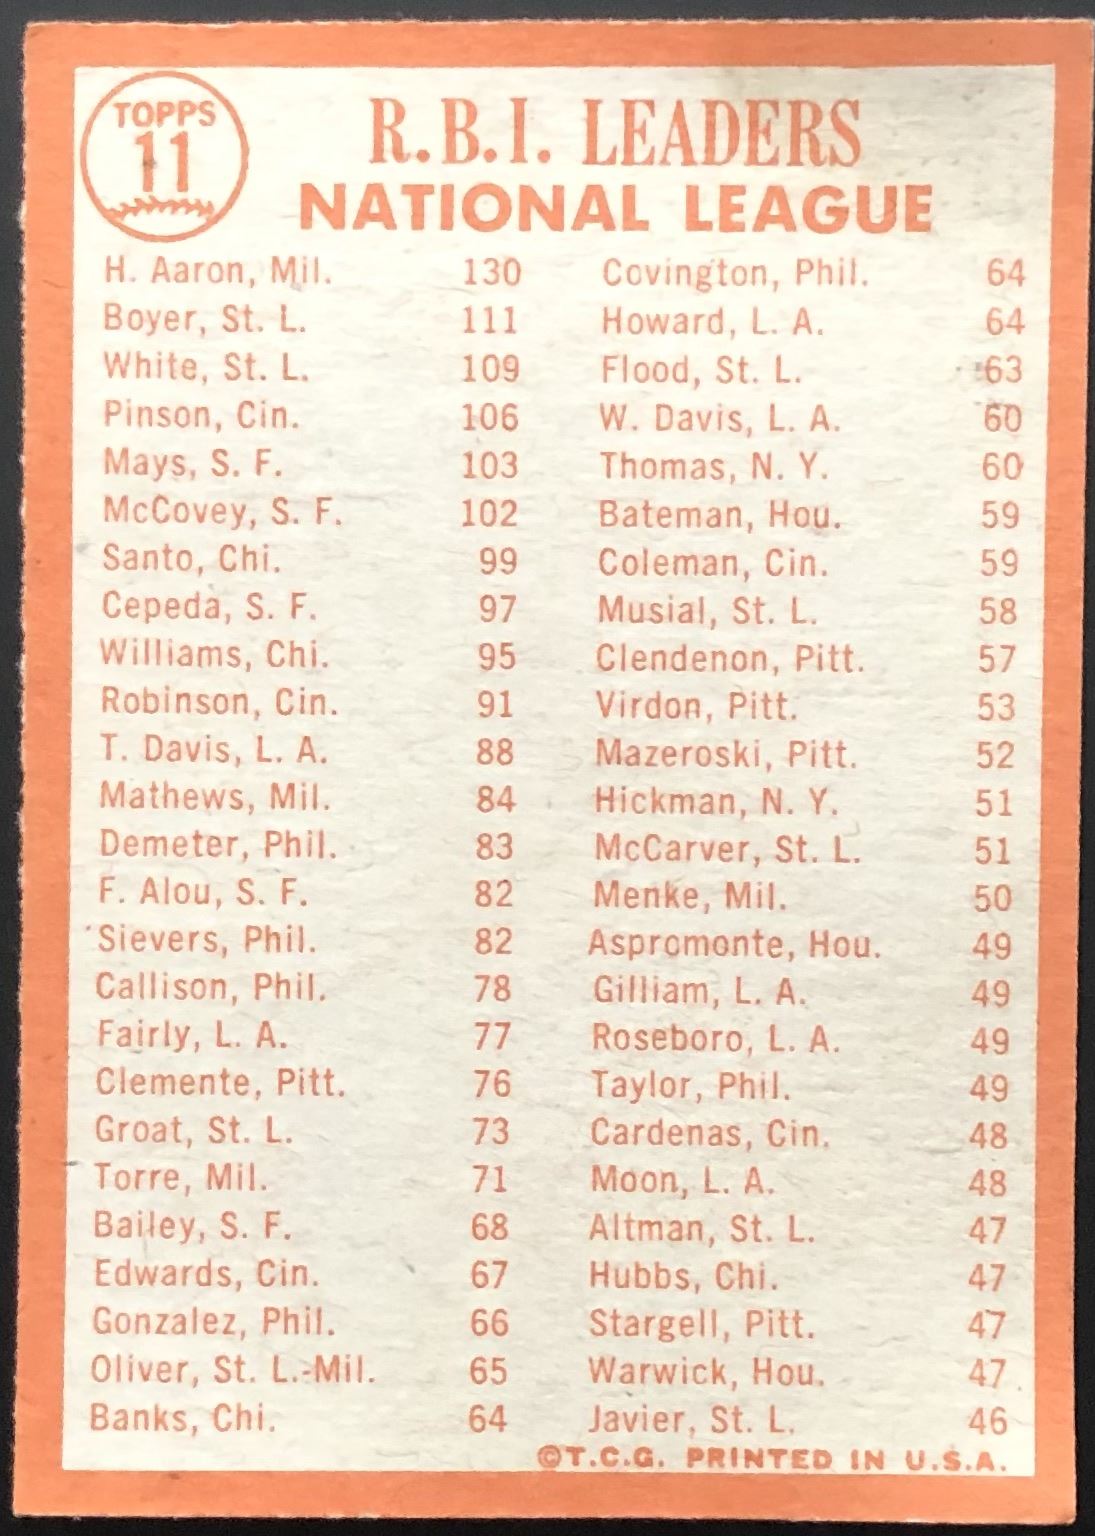 TOPPS
11
R.B.I. LEADERS
NATIONAL LEAGUE
H. Aaron, Mil. 130
Boyer, St. L. 111
White, St. L. 109
Pinson, Cin. 106
Mays, S. F. 103
McCovey, S. F. 102
Santo, Chi. 99
Cepeda, S. F. 97
Williams, Chi. 95
Robinson, Cin. 91
T. Davis, L. A. 88
Mathews, Mil. 84
Demeter, Phil. 83
F. Alou, S. F. 82
Sievers, Phil. 82
Callison, Phil. 78
Fairly, L. A. 77
Clemente, Pitt. 76
Groat, St. L. 73
Torre, Mil. 71
Bailey, S. F. 68
Edwards, Cin. 67
Gonzalez, Phil. 66
Oliver, St. L.-Mil. 65
Banks, Chi. 64
Covington, Phil. 64
Howard, L. A. 64
Flood, St. L. 63
W. Davis, L. A. 60
Thomas, N. Y. 60
Bateman, Hou. 59
Coleman, Cin. 59
Musial, St. L. 58
Clendenon, Pitt. 57
Virdon, Pitt. 53
Mazeroski, Pitt. 52
Hickman, N. Y. 51
McCarver, St. L. 51
Menke, Mil. 50
Aspromonte, Hou. 49
Gilliam, L. A. 49
Roseboro, L. A. 49
Taylor, Phil. 49
Cardenas, Cin. 48
Moon, L. A. 48
Altman, St. L. 47
Hubbs, Chi. 47
Stargell, Pitt. 47
Warwick, Hou. 47
Javier, St. L. 46
©T.C.G. PRINTED IN U.S.A.